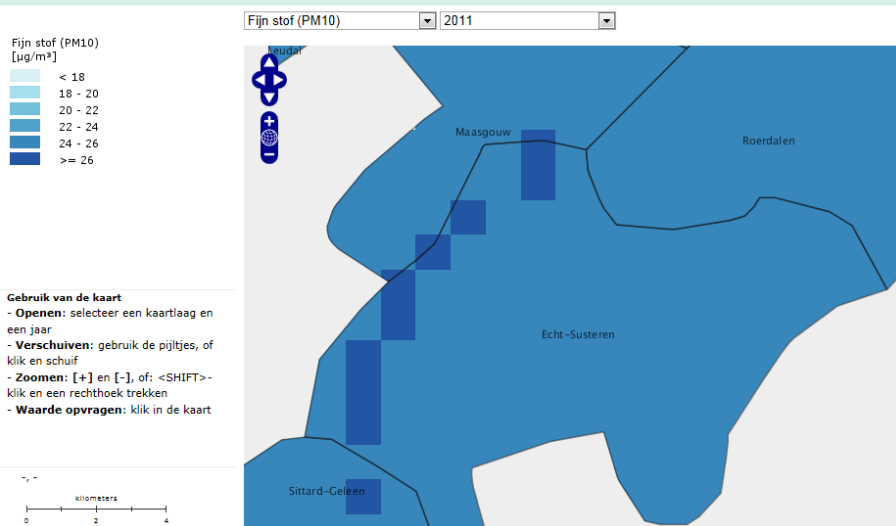 Fijn stof (PM10) 2011
Fijn stof (PM10)
[µg/m³]
< 18
18 - 20
20 - 22
22 - 24
24 - 26
>= 26
Leudal
Maasgouw
Roerdalen
Echt-Susteren
Sittard-Geleen
Gebruik van de kaart
- Openen: selecteer een kaartlaag en
een jaar
- Verschuiven: gebruik de pijltjes, of
klik en schuif
- Zoomen: [+] en [-], of: <SHIFT>-
klik en een rechthoek trekken
- Waarde opvragen: klik in de kaart
-, -
kilometers
0 2 4